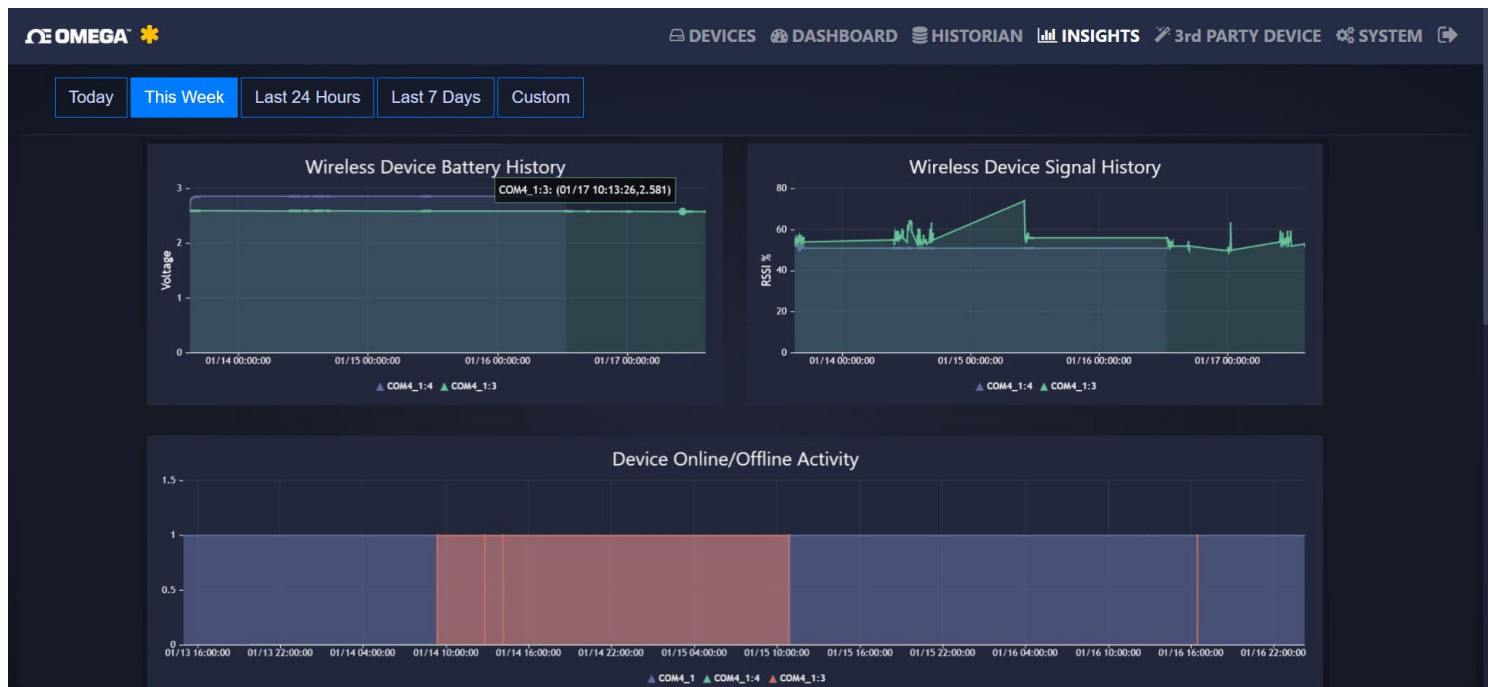 OMEGA™
DEVICES DASHBOARD HISTORIAN INSIGHTS 3rd PARTY DEVICE SYSTEM
Today This Week Last 24 Hours Last 7 Days Custom
Wireless Device Battery History
COM4_1:3: (01/17 10:13:26,2.581)
3
2
1
0
Voltage
01/14 00:00:00 01/15 00:00:00 01/16 00:00:00 01/17 00:00:00
COM4_1:4 COM4_1:3
Wireless Device Signal History
80
60
40
20
0
RSSI %
01/14 00:00:00 01/15 00:00:00 01/16 00:00:00 01/17 00:00:00
COM4_1:4 COM4_1:3
Device Online/Offline Activity
1.5
1
0.5
0
01/13 16:00:00 01/13 22:00:00 01/14 04:00:00 01/14 10:00:00 01/14 16:00:00 01/14 22:00:00 01/15 04:00:00 01/15 10:00:00 01/15 16:00:00 01/15 22:00:00 01/16 04:00:00 01/16 10:00:00 01/16 16:00:00 01/16 22:00:00
COM4_1 COM4_1:4 COM4_1:3